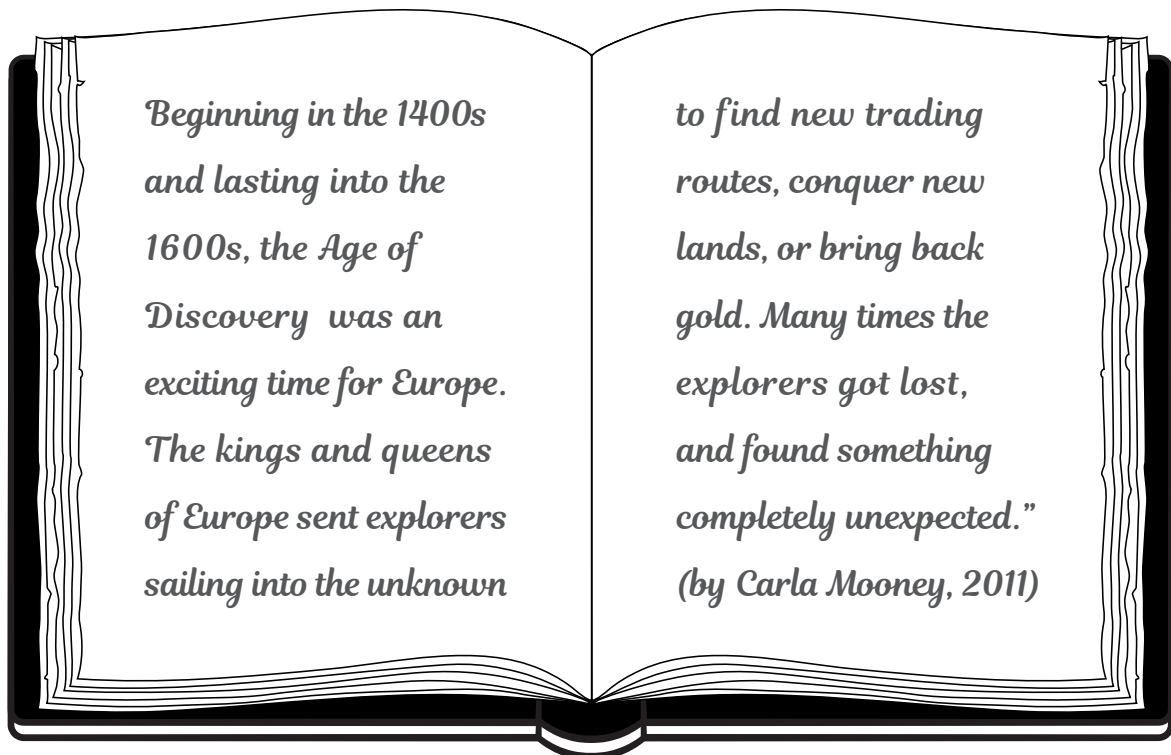 Beginning in the 1400s
and lasting into the
1600s, the Age of
Discovery was an
exciting time for Europe.
The kings and queens
of Europe sent explorers
sailing into the unknown
to find new trading
routes, conquer new
lands, or bring back
gold. Many times the
explorers got lost,
and found something
completely unexpected.”
(by Carla Mooney, 2011)